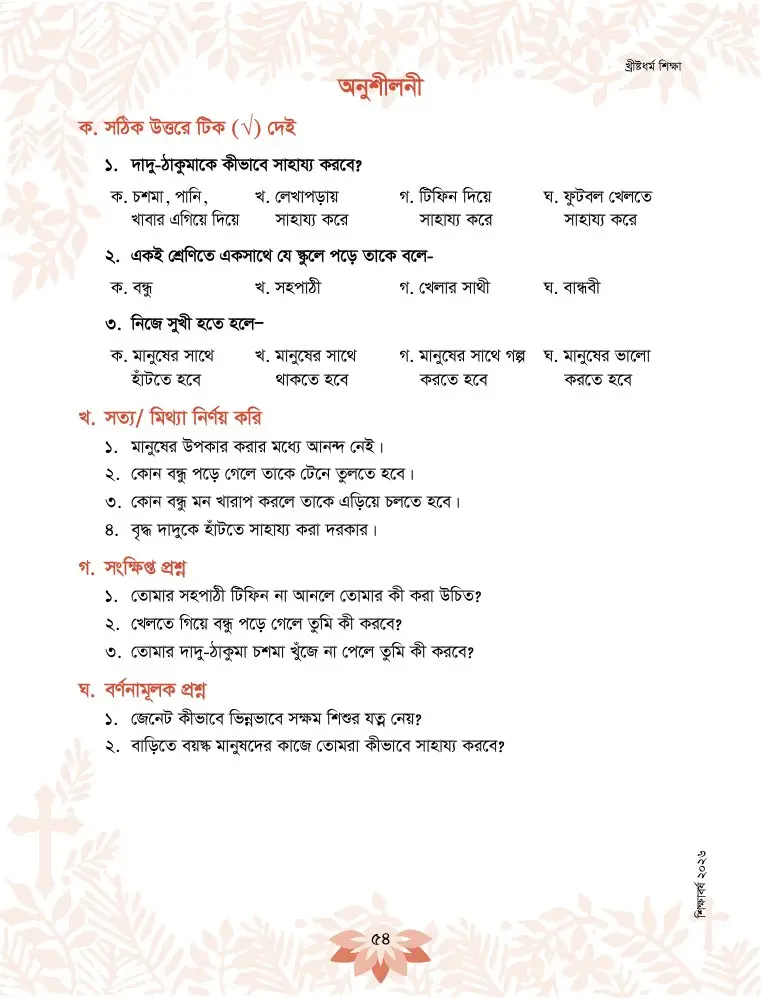 খ্রীষ্টধর্ম শিক্ষা
অনুশীলনী
ক. সঠিক উত্তরে টিক (√) দেই
১. দাদু-ঠাকুমাকে কীভাবে সাহায্য করবে?
ক. চশমা, পানি, খ. লেখাপড়ায় গ. টিফিন দিয়ে ঘ. ফুটবল খেলতে
খাবার এগিয়ে দিয়ে সাহায্য করে সাহায্য করে সাহায্য করে
২. একই শ্রেণিতে একসাথে যে স্কুলে পড়ে তাকে বলে-
ক. বন্ধু খ. সহপাঠী গ. খেলার সাথী ঘ. বান্ধবী
৩. নিজে সুখী হতে হলে–
ক. মানুষের সাথে খ. মানুষের সাথে গ. মানুষের সাথে গল্প ঘ. মানুষের ভালো
হাঁটতে হবে থাকতে হবে করতে হবে করতে হবে
খ. সত্য/ মিথ্যা নির্ণয় করি
১. মানুষের উপকার করার মধ্যে আনন্দ নেই।
২. কোন বন্ধু পড়ে গেলে তাকে টেনে তুলতে হবে।
৩. কোন বন্ধু মন খারাপ করলে তাকে এড়িয়ে চলতে হবে।
৪. বৃদ্ধ দাদুকে হাঁটতে সাহায্য করা দরকার।
গ. সংক্ষিপ্ত প্রশ্ন
১. তোমার সহপাঠী টিফিন না আনলে তোমার কী করা উচিত?
২. খেলতে গিয়ে বন্ধু পড়ে গেলে তুমি কী করবে?
৩. তোমার দাদু-ঠাকুমা চশমা খুঁজে না পেলে তুমি কী করবে?
ঘ. বর্ণনামূলক প্রশ্ন
১. জেনেট কীভাবে ভিন্নভাবে সক্ষম শিশুর যত্ন নেয়?
২. বাড়িতে বয়স্ক মানুষদের কাজে তোমরা কীভাবে সাহায্য করবে?
শিক্ষাবর্ষ ২০২৬
৫৪